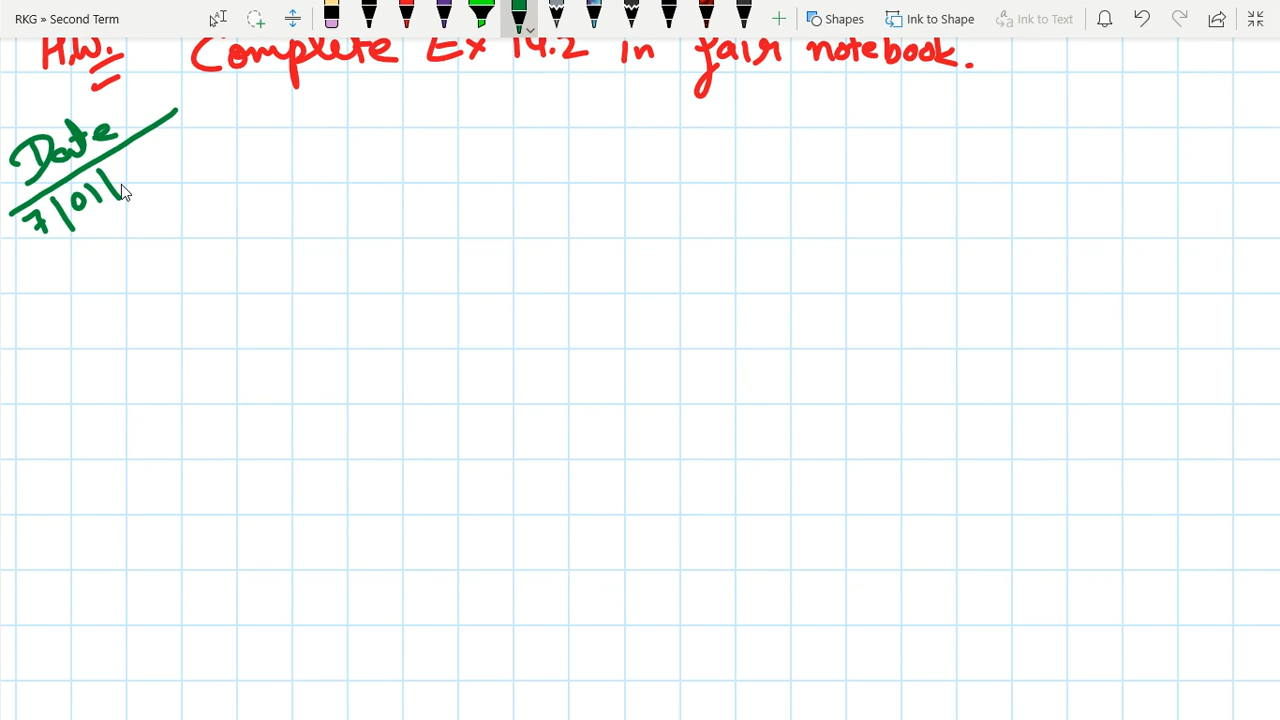 RKG » Second Term
Shapes
Ink to Shape
Ink to Text
H.W. Complete Ex 14.2 in fair notebook.
Date
7/01/